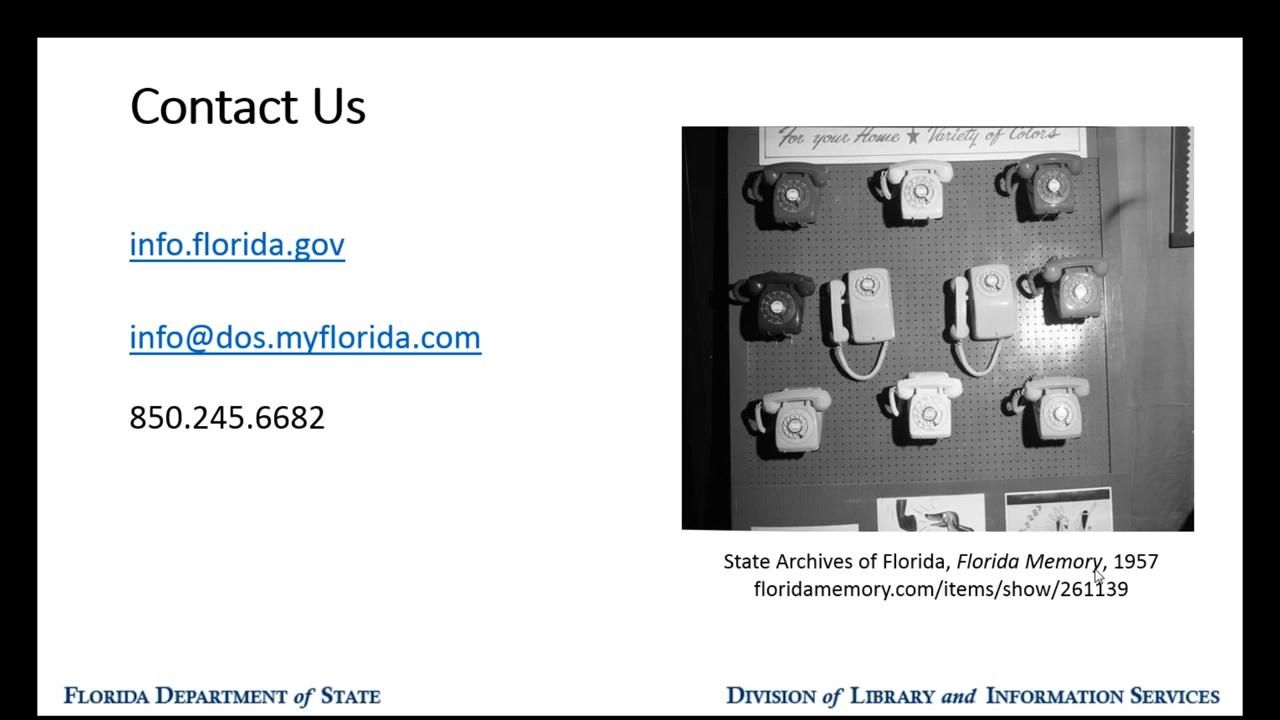 Contact Us
For your Home ★ Variety of Colors
info.florida.gov
info@dos.myflorida.com
850.245.6682
State Archives of Florida, Florida Memory, 1957
floridamemory.com/items/show/261139
FLORIDA DEPARTMENT of STATE
DIVISION of LIBRARY and INFORMATION SERVICES